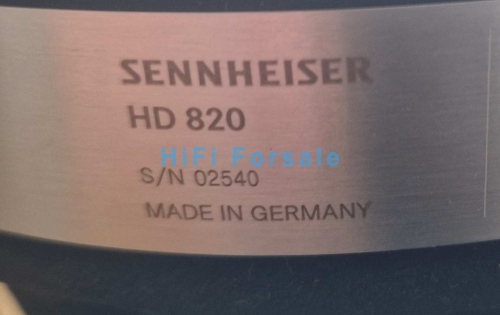 SENNHEISER
HD 820
HiFi Forsale
S/N 02540
MADE IN GERMANY